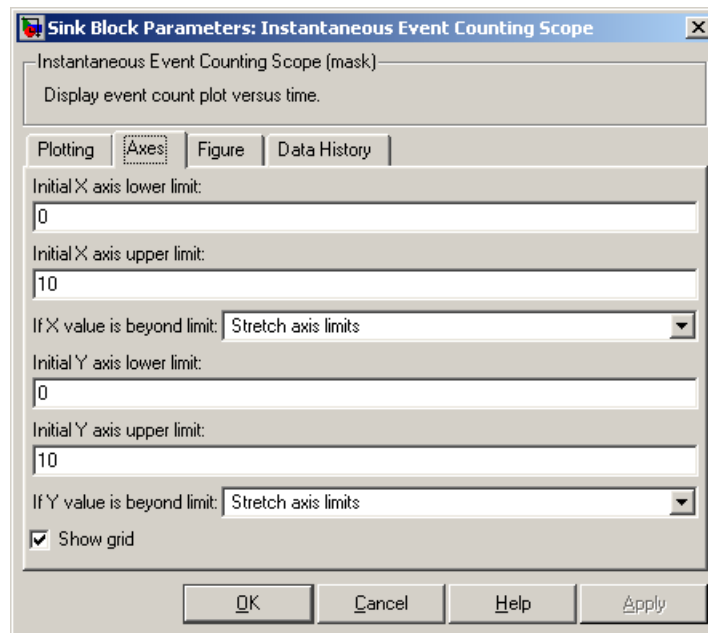 Sink Block Parameters: Instantaneous Event Counting Scope
Instantaneous Event Counting Scope (mask)
Display event count plot versus time.
Plotting Axes Figure Data History
Initial X axis lower limit:
0
Initial X axis upper limit:
10
If X value is beyond limit: Stretch axis limits
Initial Y axis lower limit:
0
Initial Y axis upper limit:
10
If Y value is beyond limit: Stretch axis limits
Show grid
OK Cancel Help Apply